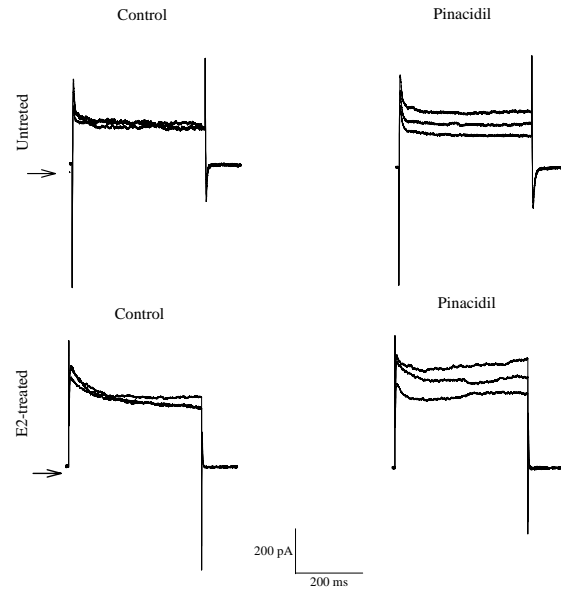 Control
Pinacidil
Untreted
Control
Pinacidil
E2-treated
200 pA
200 ms